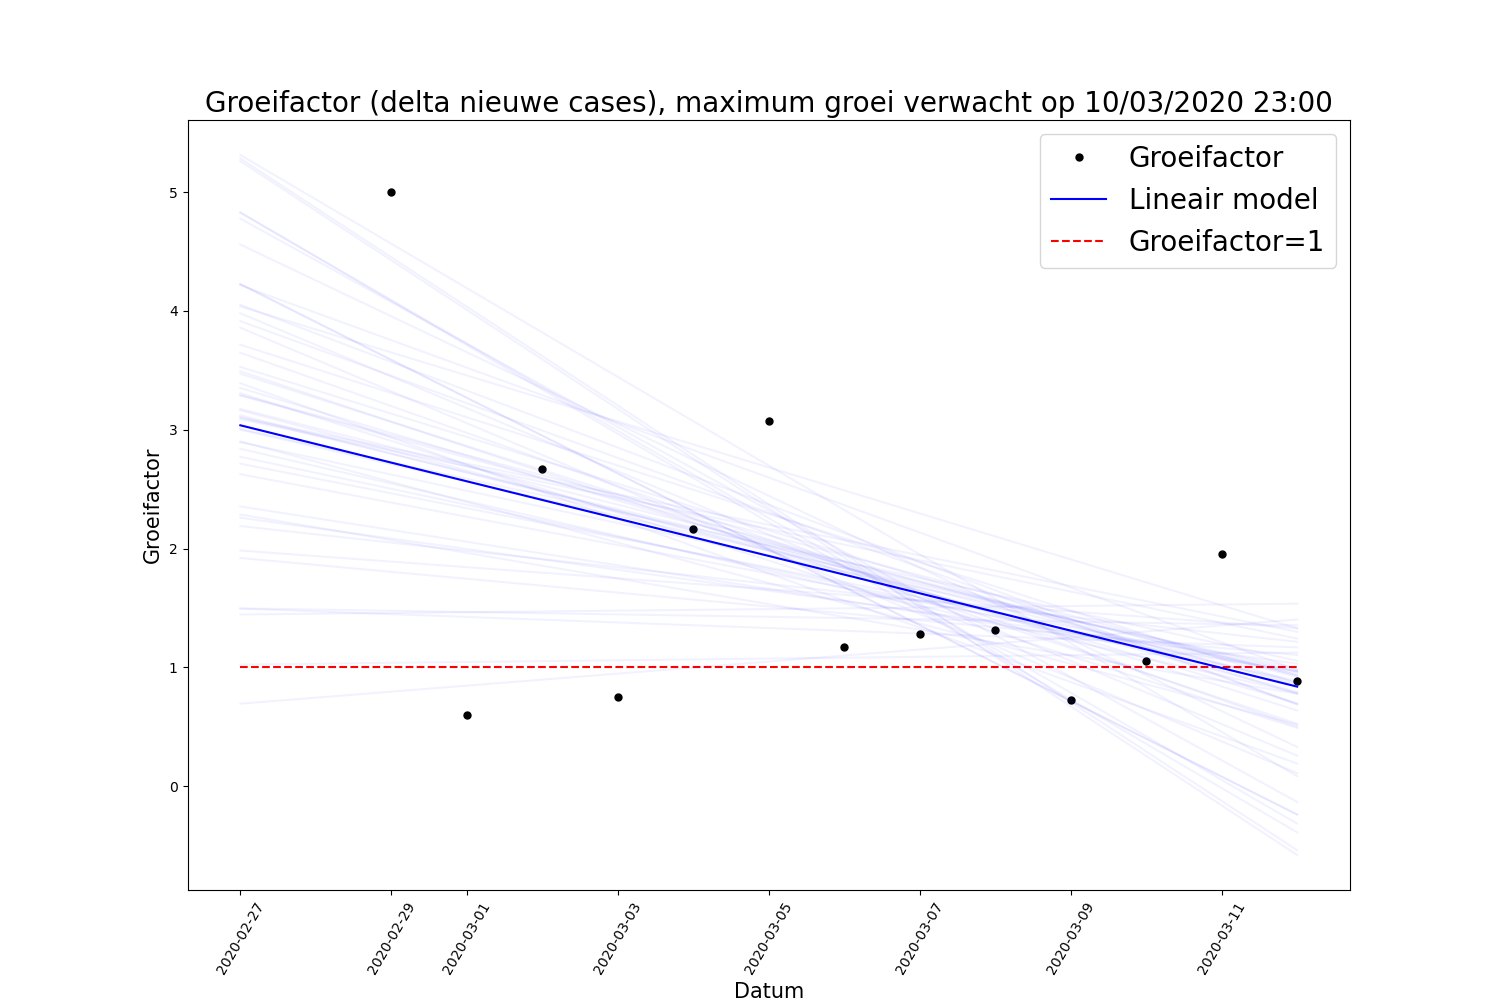 Groeifactor (delta nieuwe cases), maximum groei verwacht op 10/03/2020 23:00
Groeifactor
Lineair model
Groeifactor=1
5
4
3
2
1
0
Groeifactor
2020-02-27
2020-02-29
2020-03-01
2020-03-03
2020-03-05
2020-03-07
2020-03-09
2020-03-11
Datum